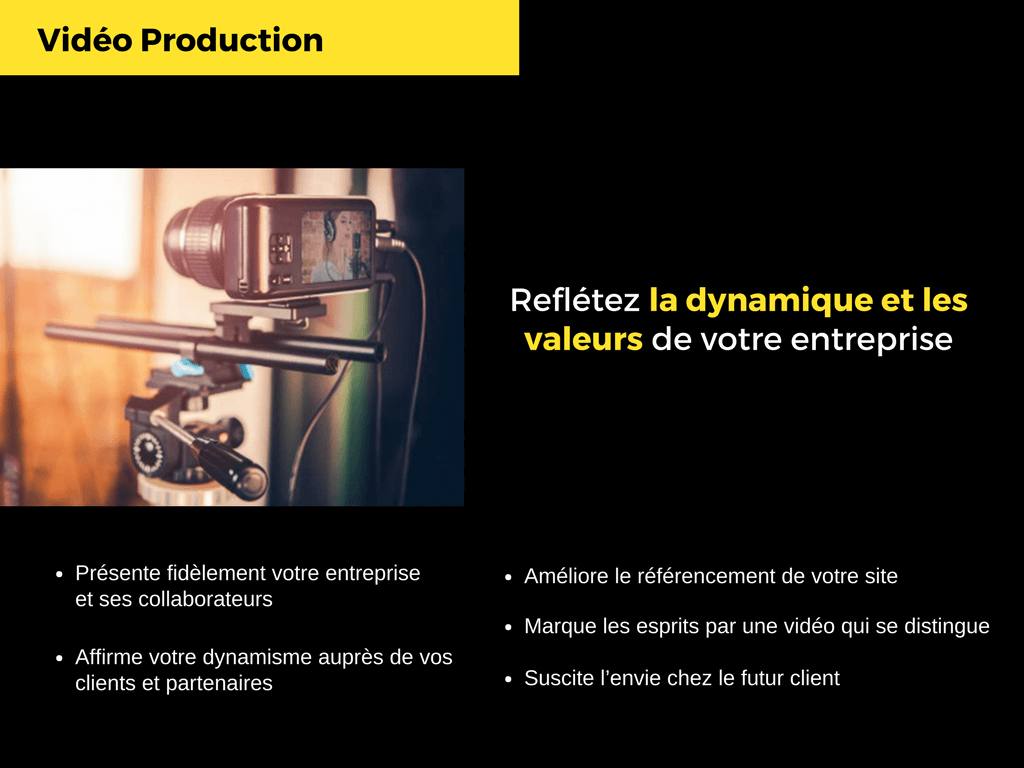 Vidéo Production
Reflétez la dynamique et les
valeurs de votre entreprise
• Présente fidèlement votre entreprise
et ses collaborateurs
• Affirme votre dynamisme auprès de vos
clients et partenaires
• Améliore le référencement de votre site
• Marque les esprits par une vidéo qui se distingue
• Suscite l’envie chez le futur client